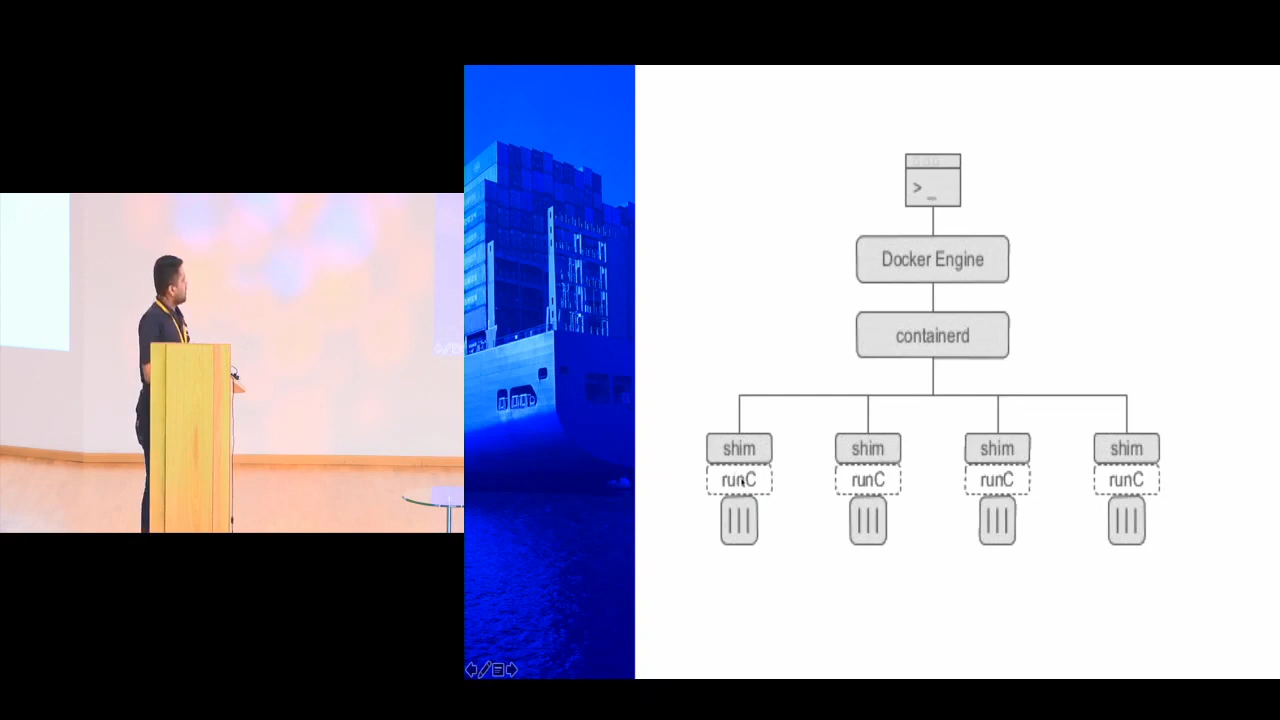 >_
Docker Engine
containerd
shim shim shim shim
runC runC runC runC